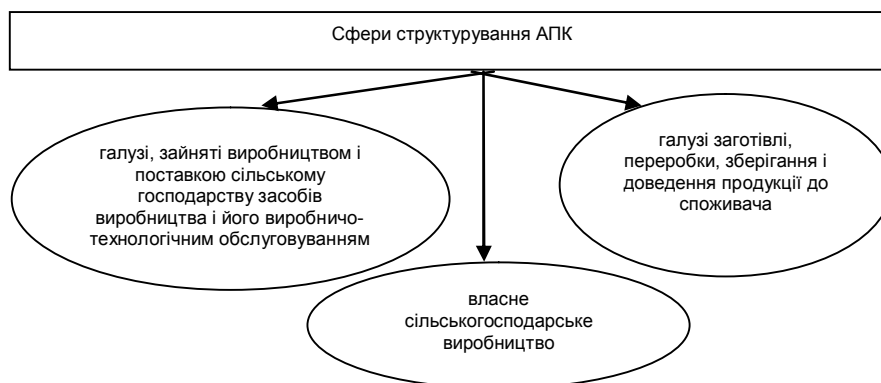 Сфери структурування АПК
галузі, зайняті виробництвом і
поставкою сільському
господарству засобів
виробництва і його виробничо-
технологічним обслуговуванням
галузі заготівлі,
переробки, зберігання і
доведення продукції до
споживача
власне
сільськогосподарське
виробництво